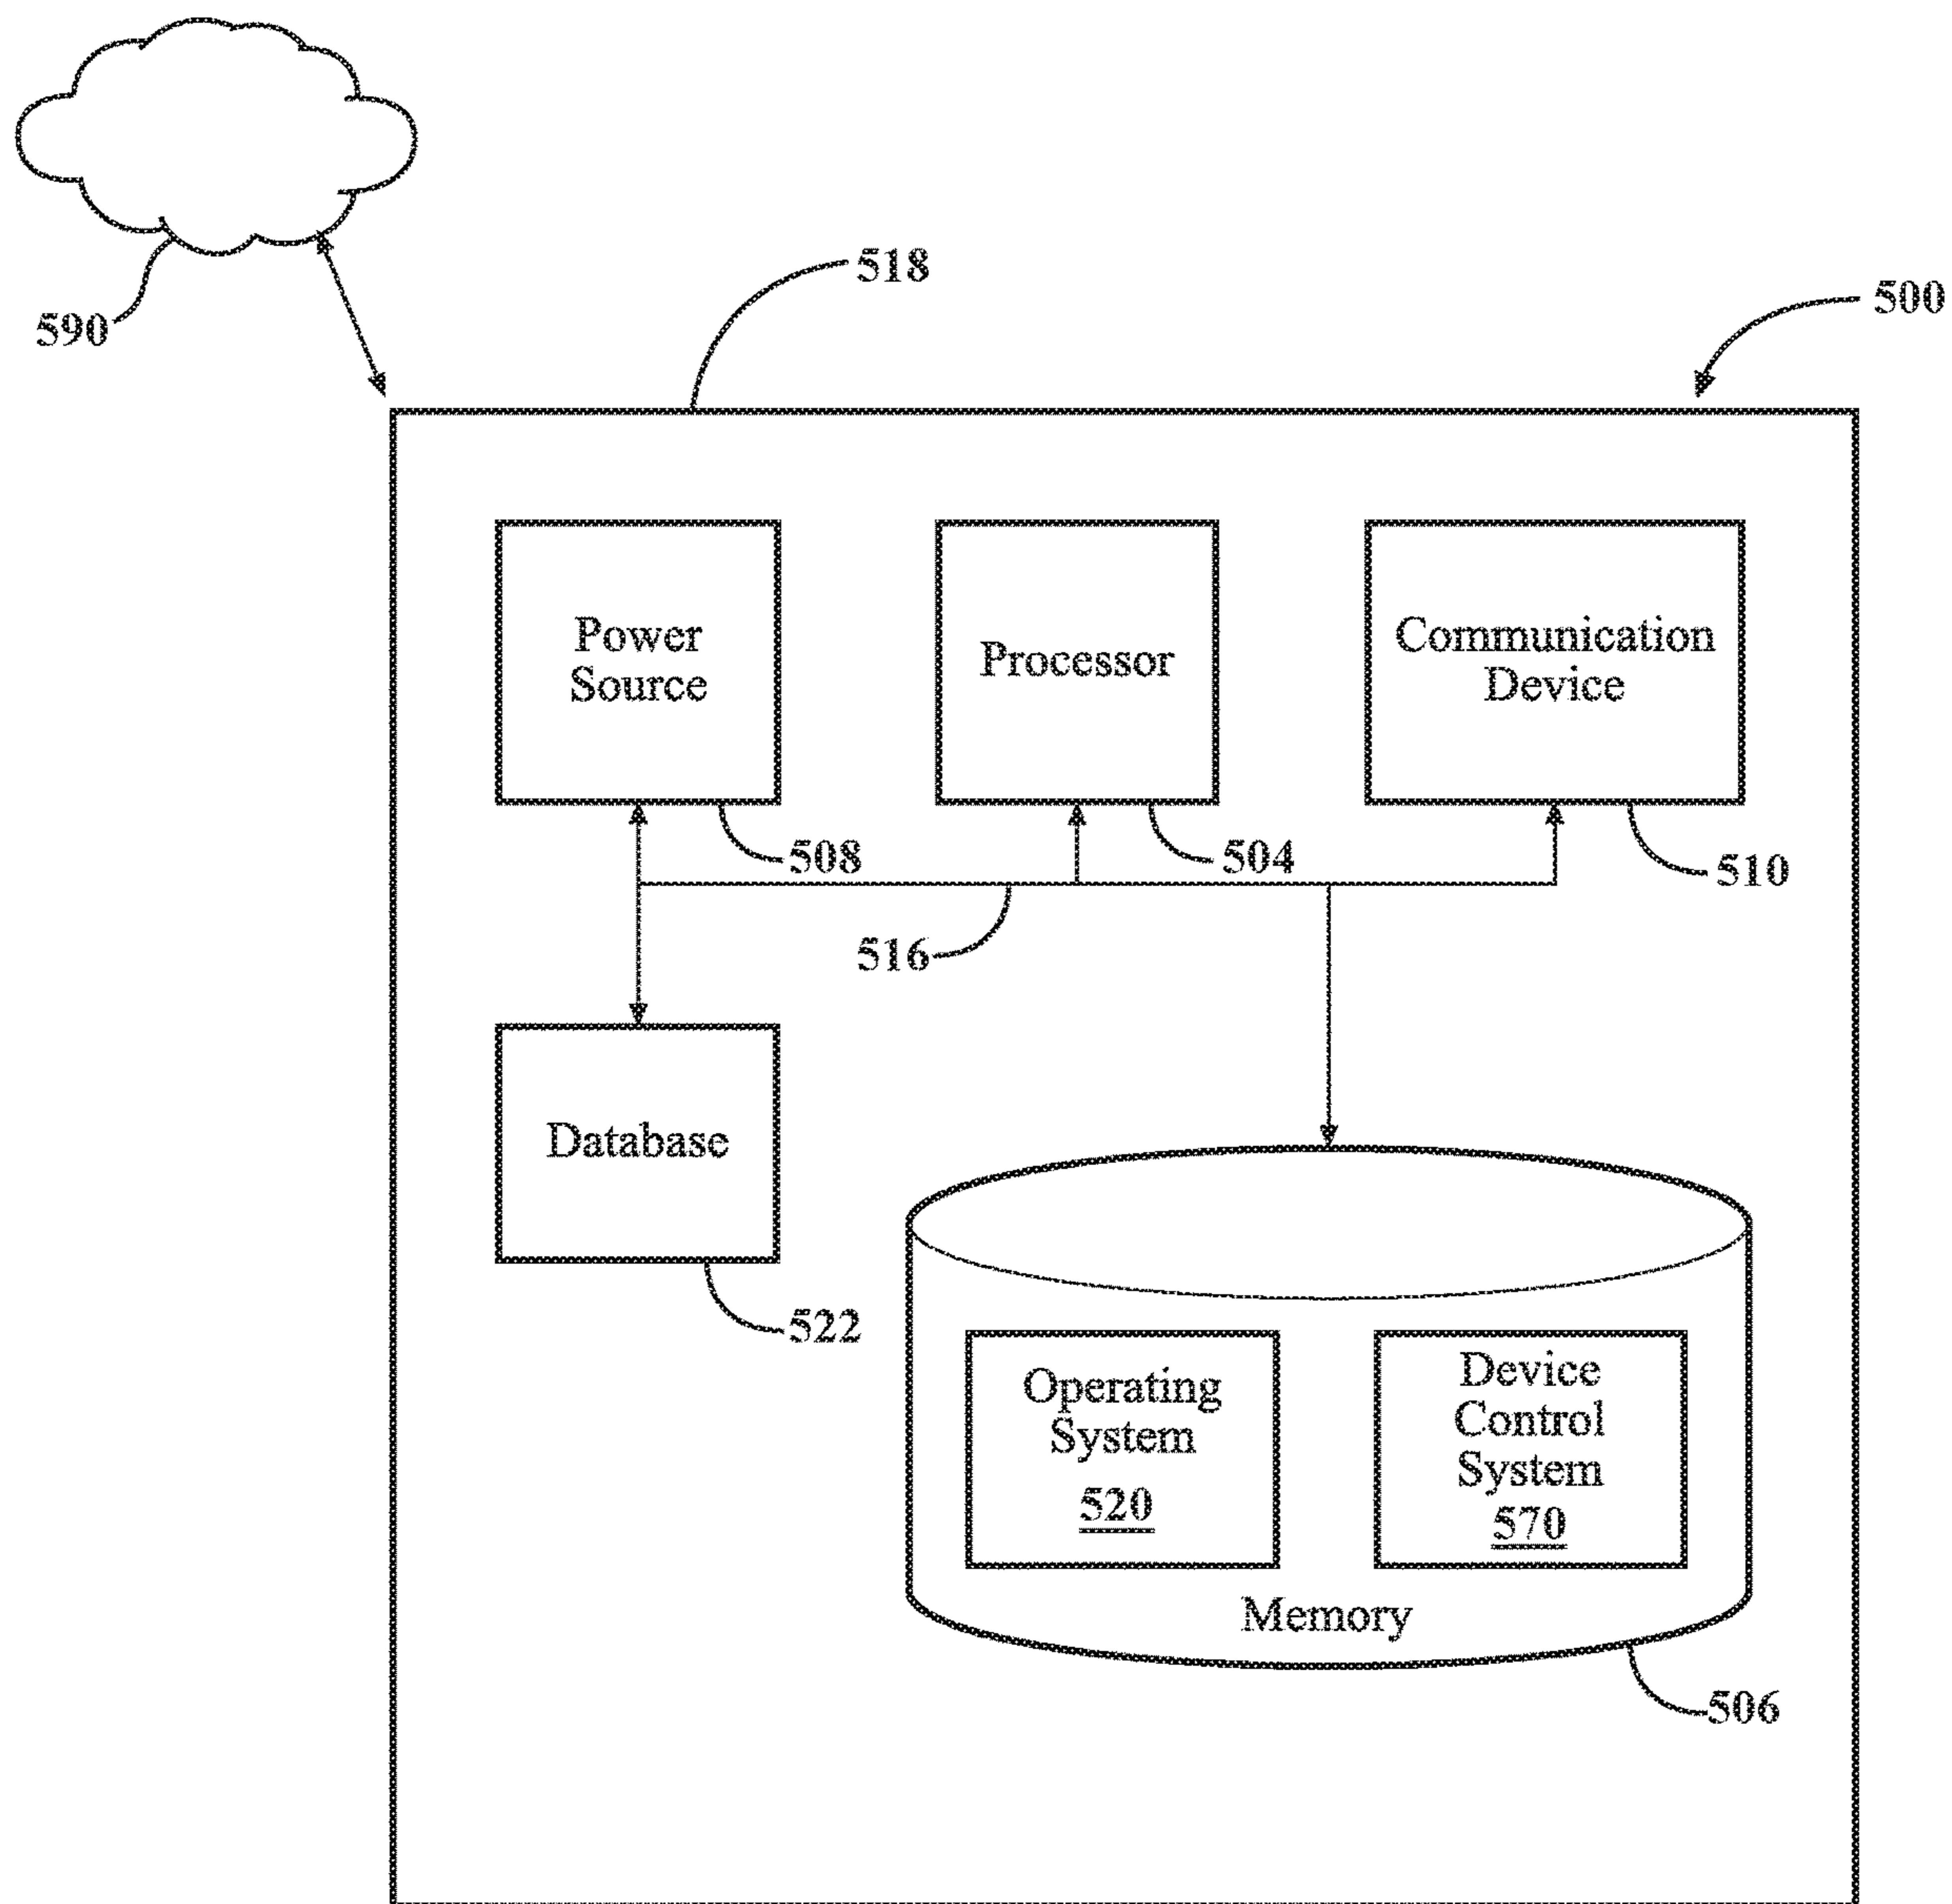 518
500
590
Power
Source
Processor
Communication
Device
508
504
510
516
Database
522
Operating
System
520
Device
Control
System
570
Memory
506